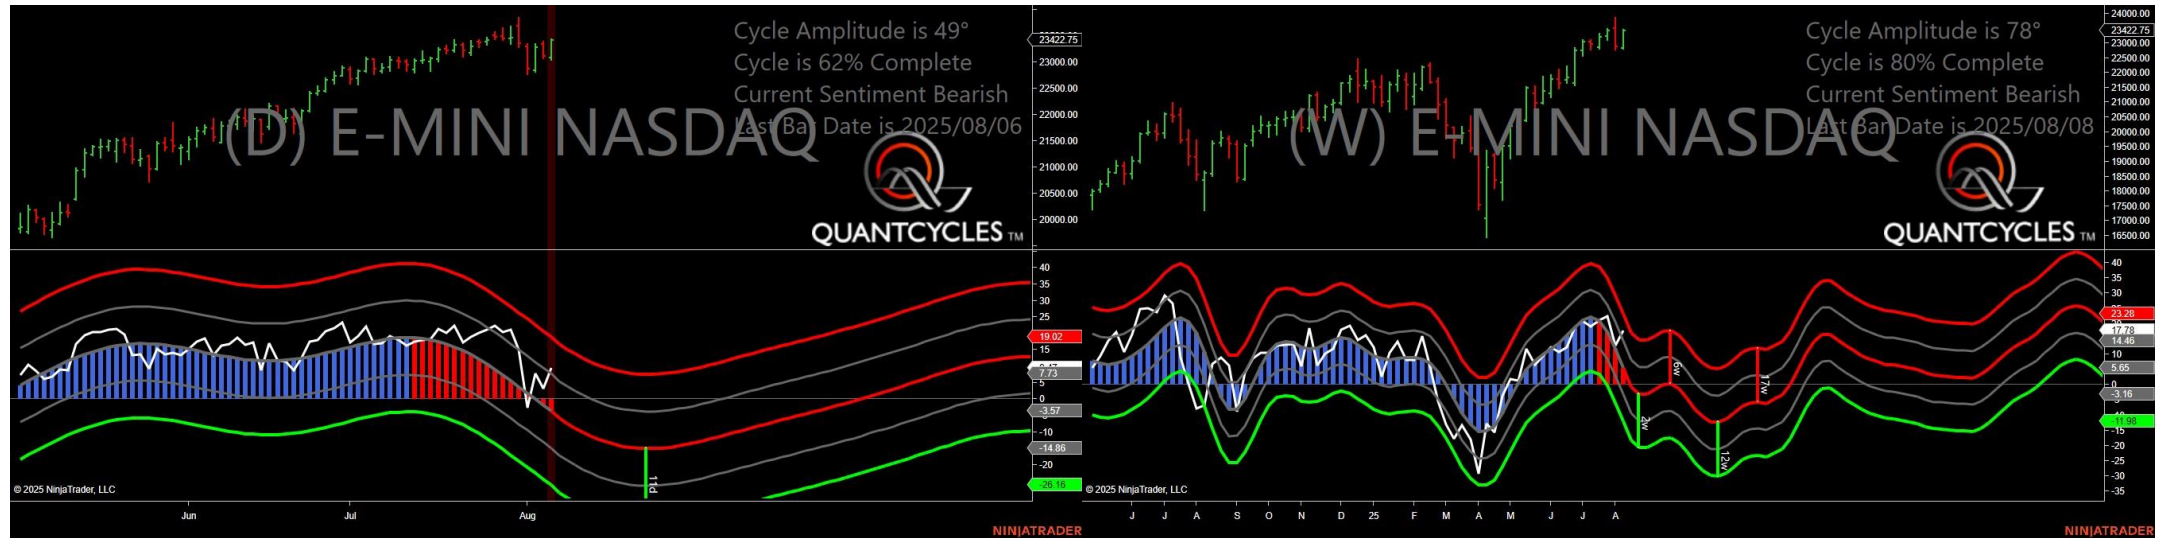 Cycle Amplitude is 49°
Cycle is 62% Complete
Current Sentiment Bearish
Last Bar Date is 2025/08/06
(D) E-MINI NASDAQ
QUANTCYCLES TM
23422.75
23000.00
22500.00
22000.00
21500.00
21000.00
20500.00
20000.00
40
35
30
25
19.02
15
7.73
5
0
-3.57
-10
-14.86
-20
-26.16
11d
© 2025 NinjaTrader, LLC
Jun Jul Aug
NINJATRADER
Cycle Amplitude is 78°
Cycle is 80% Complete
Current Sentiment Bearish
Last Bar Date is 2025/08/08
(W) E-MINI NASDAQ
QUANTCYCLES TM
24000.00
23422.75
23000.00
22500.00
22000.00
21500.00
21000.00
20500.00
20000.00
19500.00
19000.00
18500.00
18000.00
17500.00
17000.00
16500.00
40
35
30
23.28
17.78
14.46
10
5.65
0
-3.16
-11.98
-15
-20
-25
-30
-35
2w
6w
12w
17w
© 2025 NinjaTrader, LLC
J J A S O N D 25 F M A M J J A
NINJATRADER